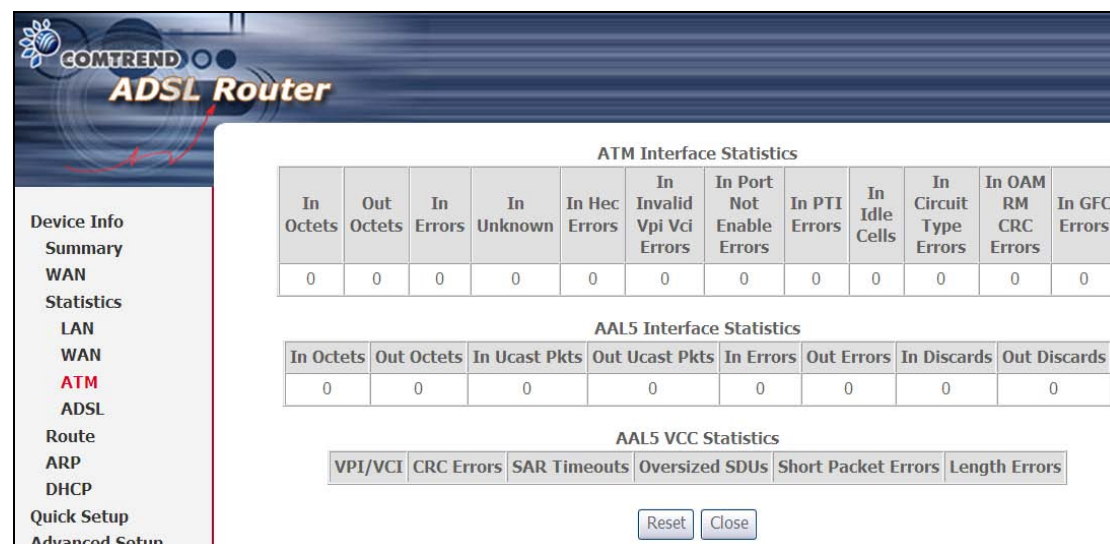 COMTREND
ADSL Router
Device Info
Summary
WAN
Statistics
LAN
WAN
ATM
ADSL
Route
ARP
DHCP
Quick Setup
Advanced Setup
ATM Interface Statistics
In Octets Out Octets In Errors In Unknown In Hec Errors In Invalid Vpi Vci Errors In Port Not Enable Errors In PTI Errors In Idle Cells In Circuit Type Errors In OAM RM CRC Errors In GFC Errors
0 0 0 0 0 0 0 0 0 0 0 0
AAL5 Interface Statistics
In Octets Out Octets In Ucast Pkts Out Ucast Pkts In Errors Out Errors In Discards Out Discards
0 0 0 0 0 0 0 0
AAL5 VCC Statistics
VPI/VCI CRC Errors SAR Timeouts Oversized SDUs Short Packet Errors Length Errors
Reset Close